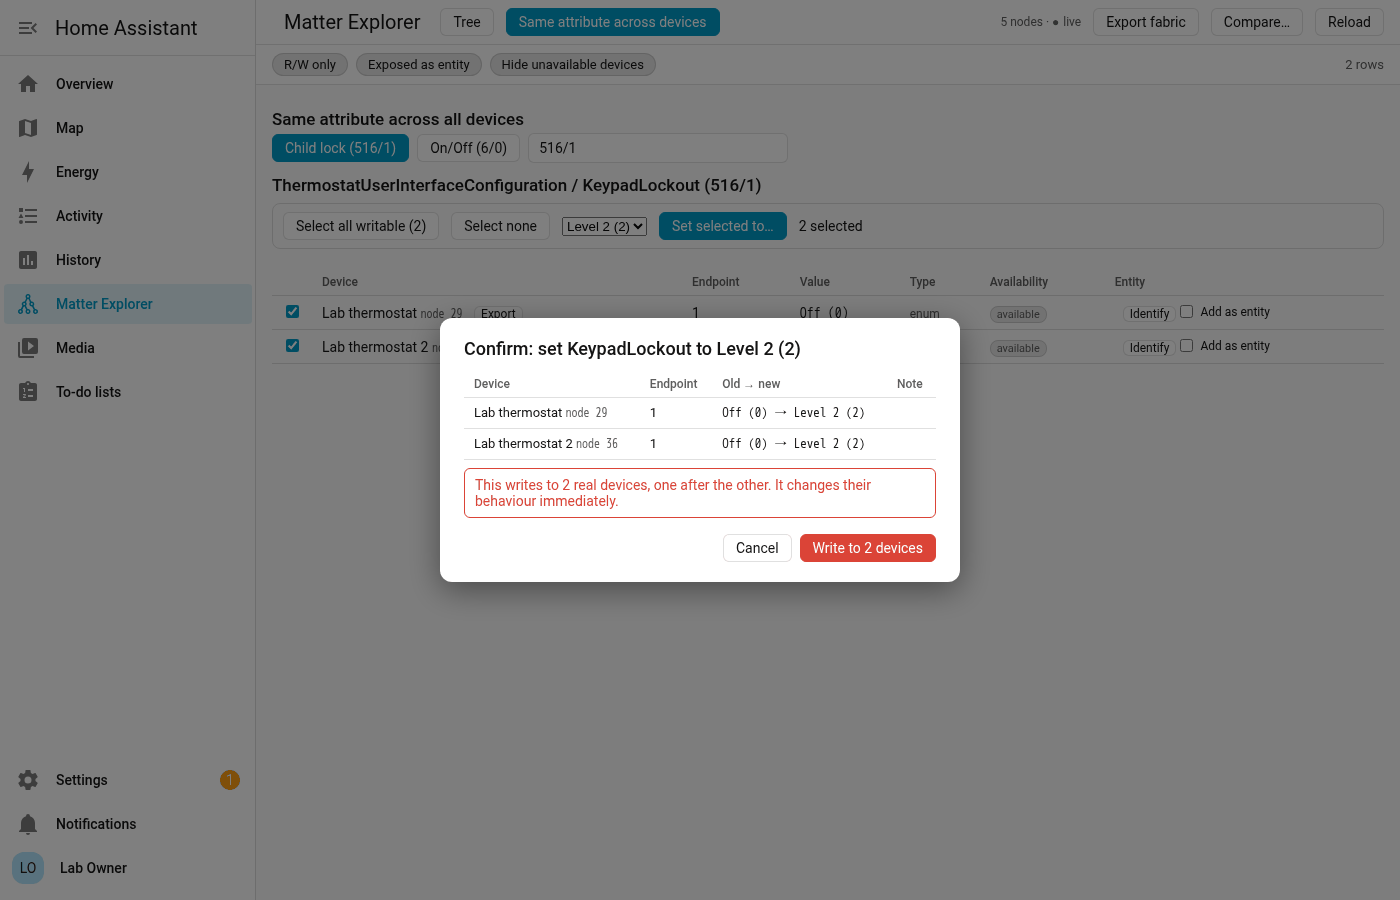 Home Assistant
Matter Explorer
Tree
Same attribute across devices
5 nodes · ● live
Export fabric
Compare…
Reload
R/W only
Exposed as entity
Hide unavailable devices
2 rows
Overview
Map
Energy
Activity
History
Matter Explorer
Media
To-do lists
Settings
1
Notifications
LO
Lab Owner
Same attribute across all devices
Child lock (516/1)
On/Off (6/0)
516/1
ThermostatUserInterfaceConfiguration / KeypadLockout (516/1)
Select all writable (2)
Select none
Level 2 (2)
Set selected to…
2 selected
Device Endpoint Value Type Availability Entity
Lab thermostat node 29 Export 1 Off (0) enum available Identify Add as entity
Lab thermostat 2 available Identify Add as entity
Confirm: set KeypadLockout to Level 2 (2)
Device Endpoint Old → new Note
Lab thermostat node 29 1 Off (0) → Level 2 (2)
Lab thermostat 2 node 36 1 Off (0) → Level 2 (2)
This writes to 2 real devices, one after the other. It changes their
behaviour immediately.
Cancel
Write to 2 devices